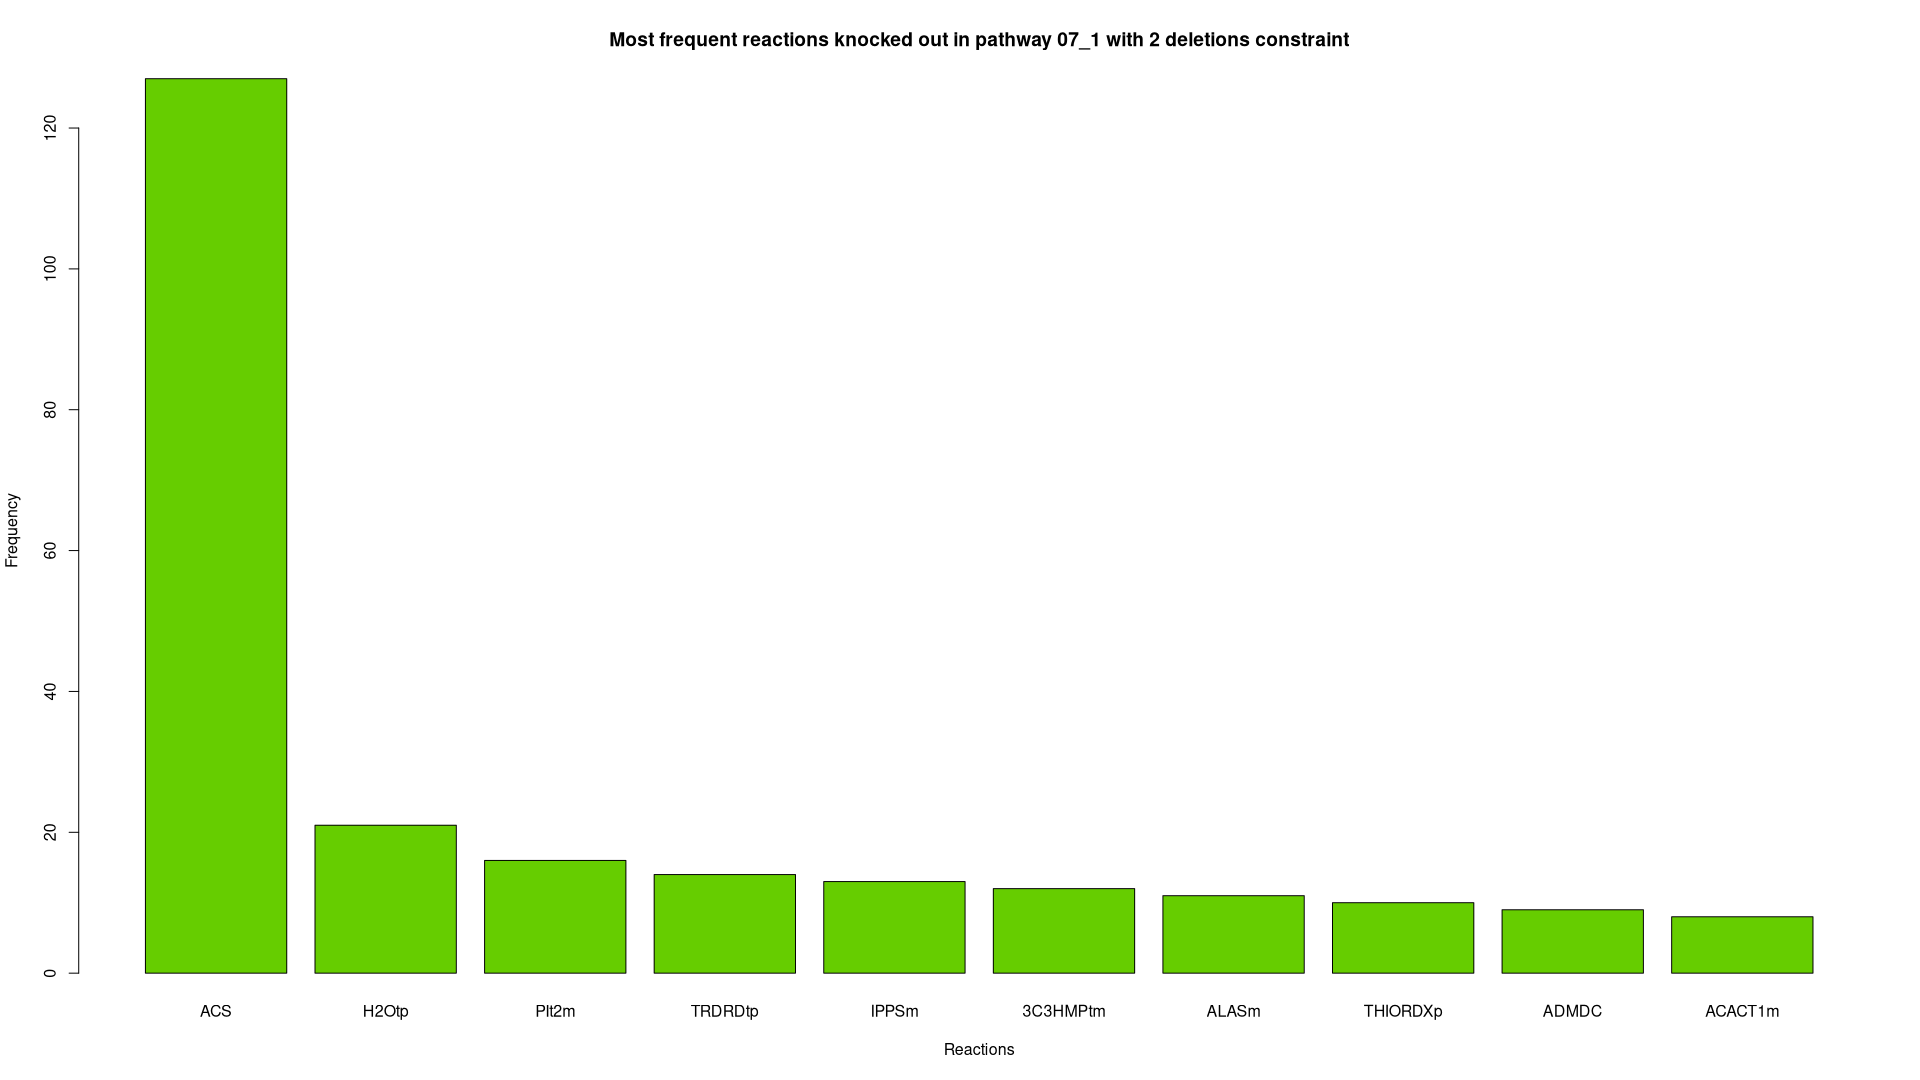 Most frequent reactions knocked out in pathway 07_1 with 2 deletions constraint
120
100
80
60
40
20
0
Frequency
ACS H2Otp PIt2m TRDRDtp IPPSm 3C3HMPtm ALASm THIORDXp ADMDC ACACT1m
Reactions